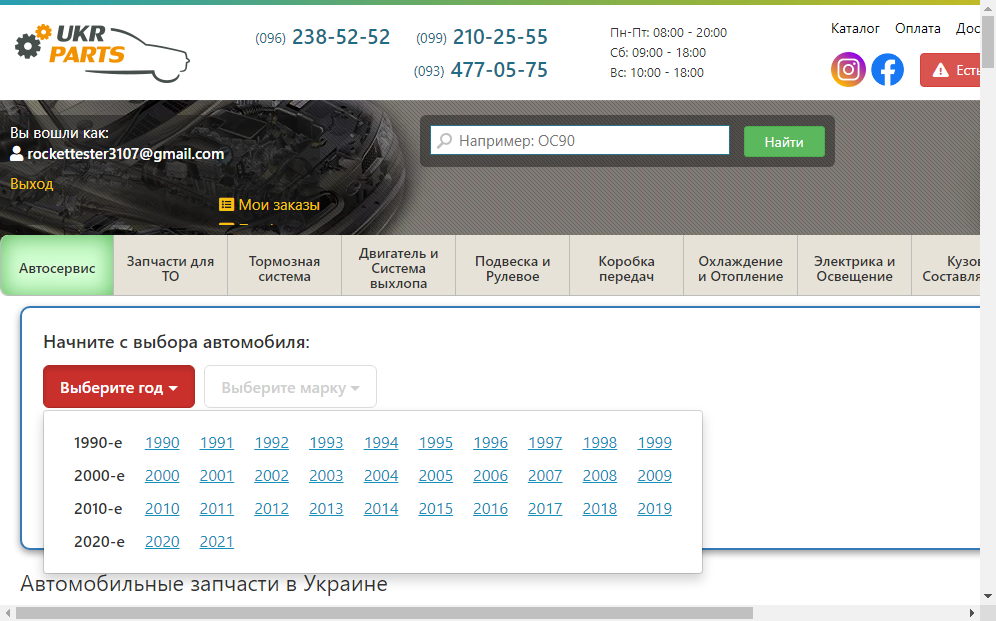 UKR
PARTS
(096) 238-52-52 (099) 210-25-55
(093) 477-05-75
Пн-Пт: 08:00 - 20:00
Сб: 09:00 - 18:00
Вс: 10:00 - 18:00
Каталог Оплата Дос
Есть
Вы вошли как:
rockettester3107@gmail.com
Выход
Мои заказы
Например: OC90
Найти
Автосервис
Запчасти для
ТО
Тормозная
система
Двигатель и
Система
выхлопа
Подвеска и
Рулевое
Коробка
передач
Охлаждение
и Отопление
Электрика и
Освещение
Кузо
Составля
Начните с выбора автомобиля:
Выберите год Выберите марку
1990-е 1990 1991 1992 1993 1994 1995 1996 1997 1998 1999
2000-е 2000 2001 2002 2003 2004 2005 2006 2007 2008 2009
2010-е 2010 2011 2012 2013 2014 2015 2016 2017 2018 2019
2020-е 2020 2021
Автомобильные запчасти в Украине